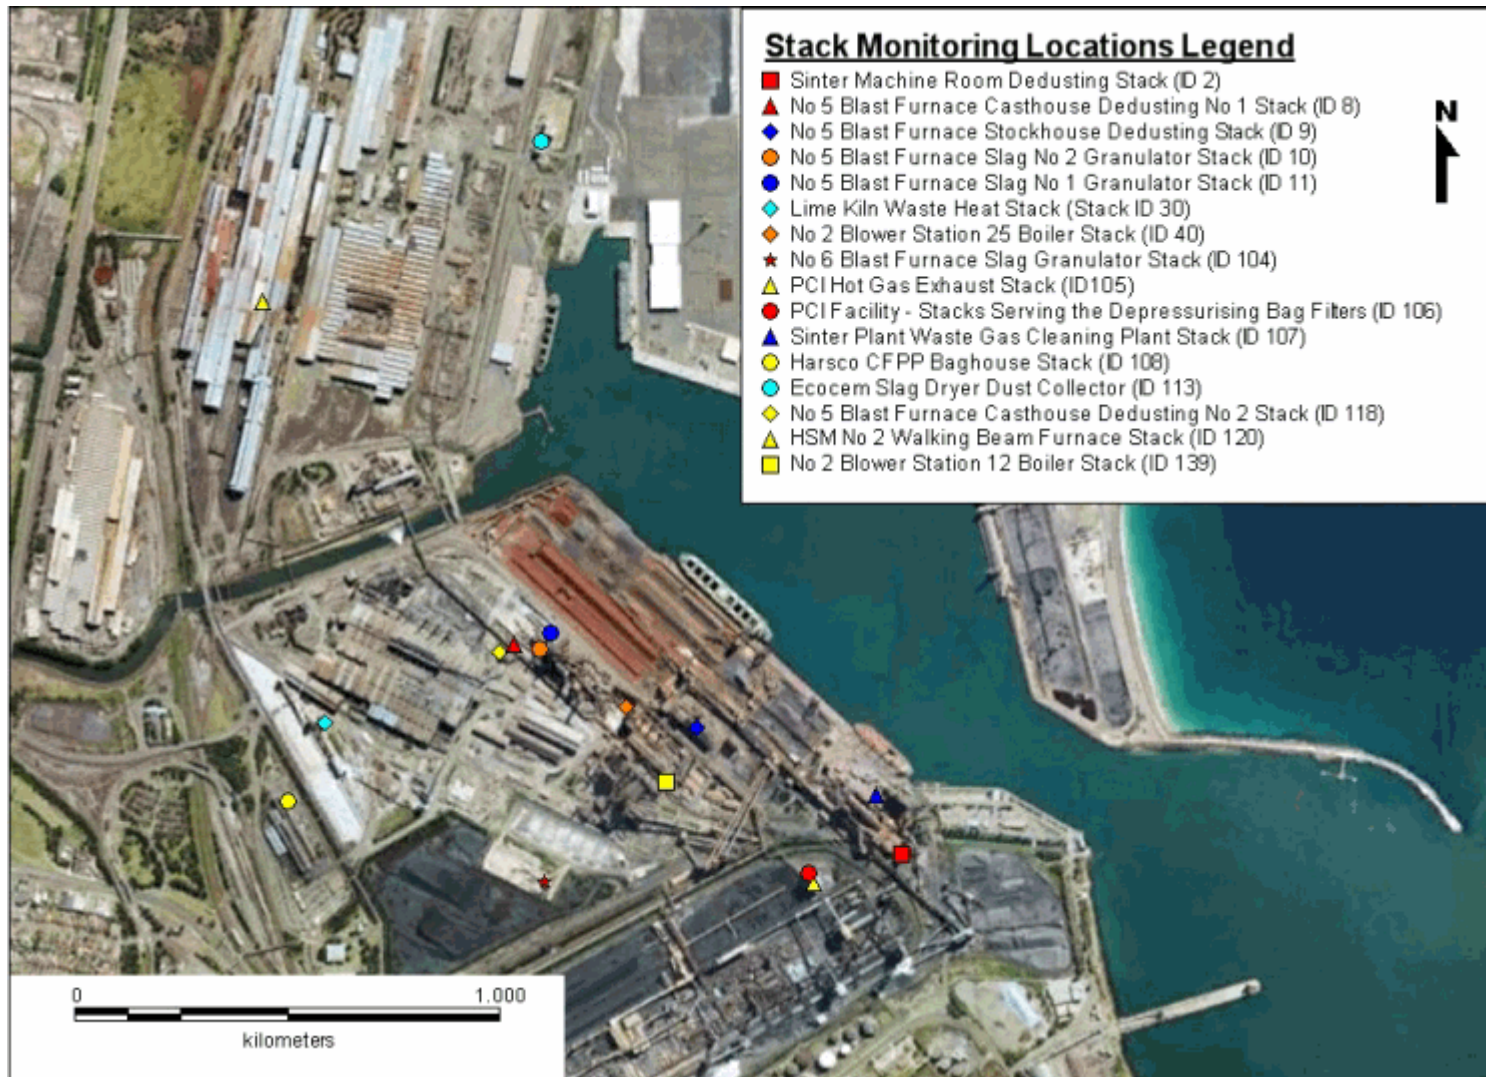 Stack Monitoring Locations Legend
Sinter Machine Room Dedusting Stack (ID 2)
No 5 Blast Furnace Casthouse Dedusting No 1 Stack (ID 8)
No 5 Blast Furnace Stockhouse Dedusting Stack (ID 9)
No 5 Blast Furnace Slag No 2 Granulator Stack (ID 10)
No 5 Blast Furnace Slag No 1 Granulator Stack (ID 11)
Lime Kiln Waste Heat Stack (Stack ID 30)
No 2 Blower Station 25 Boiler Stack (ID 40)
No 6 Blast Furnace Slag Granulator Stack (ID 104)
PCI Hot Gas Exhaust Stack (ID105)
PCI Facility - Stacks Serving the Depressurising Bag Filters (ID 106)
Sinter Plant Waste Gas Cleaning Plant Stack (ID 107)
Harsco CFPP Baghouse Stack (ID 108)
Ecocem Slag Dryer Dust Collector (ID 113)
No 5 Blast Furnace Casthouse Dedusting No 2 Stack (ID 118)
HSM No 2 Walking Beam Furnace Stack (ID 120)
No 2 Blower Station 12 Boiler Stack (ID 139)
N
0 1.000
kilometers